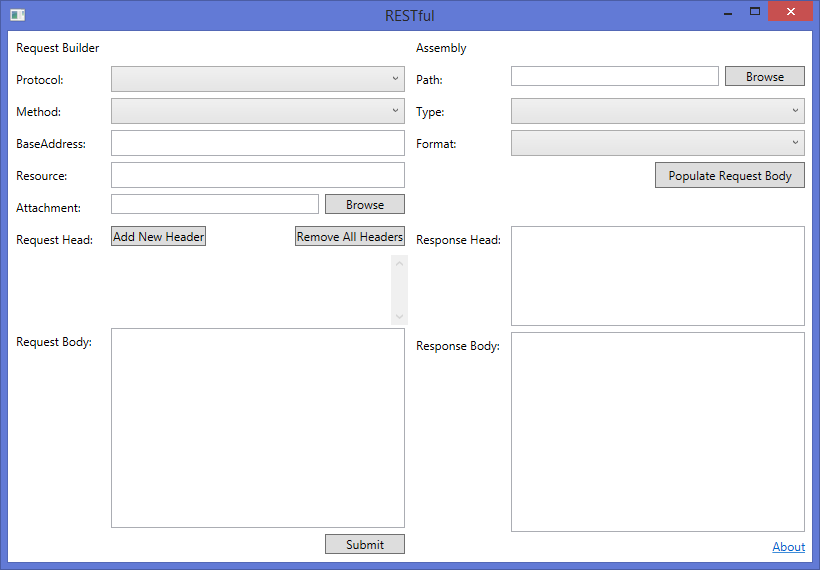 RESTful
Request Builder
Protocol:
Method:
BaseAddress:
Resource:
Attachment:
Browse
Request Head:
Add New Header
Remove All Headers
Request Body:
Submit
Assembly
Path:
Browse
Type:
Format:
Populate Request Body
Response Head:
Response Body:
About